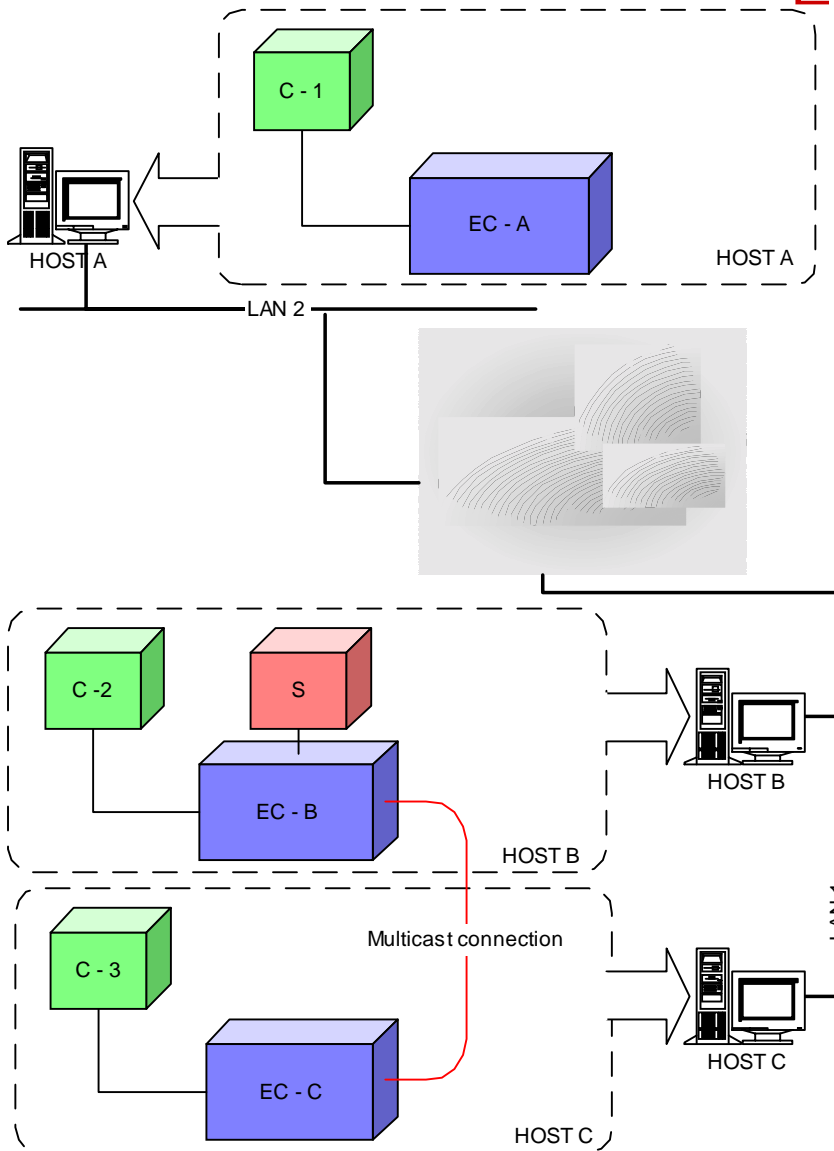 C - 1
EC - A
HOST A
HOST A
LAN 2
C -2
S
EC - B
HOST B
HOST B
Multicast connection
C - 3
EC - C
HOST C
HOST C